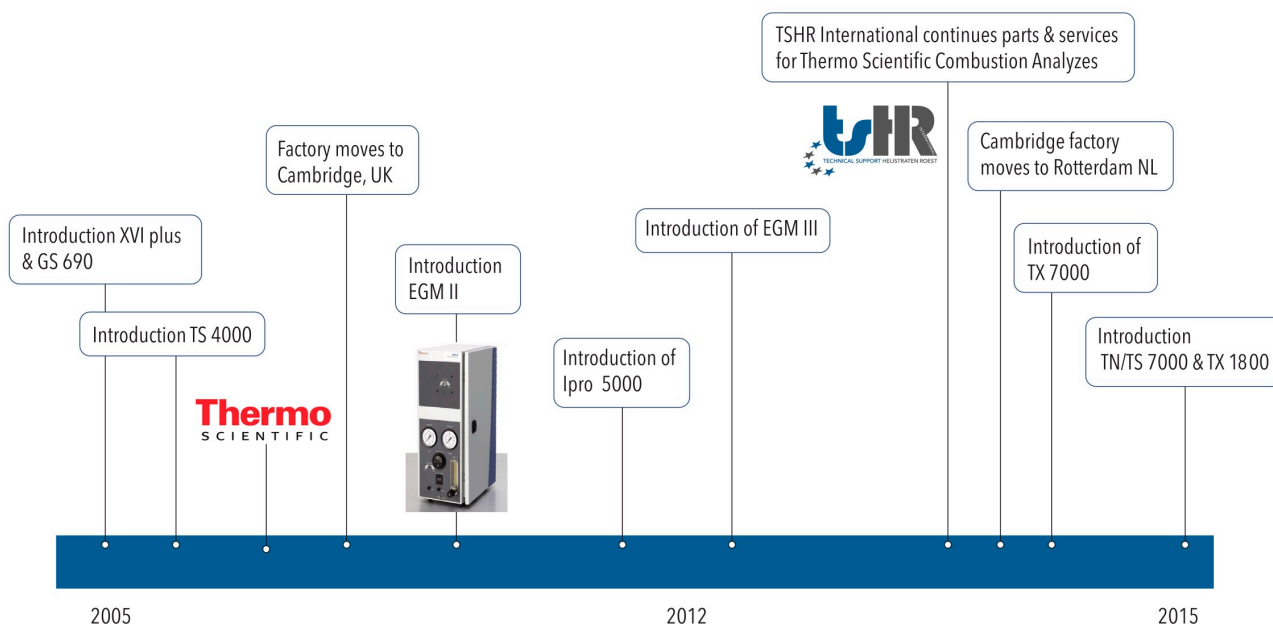 TSHR International continues parts & services
for Thermo Scientific Combustion Analyzes
tsHR
INTERNATIONAL
TECHNICAL SUPPORT HEIJSTRATEN ROEST
Factory moves to
Cambridge, UK
Cambridge factory
moves to Rotterdam NL
Introduction XVI plus
& GS 690
Introduction of EGM III
Introduction
EGM II
Introduction of
TX 7000
Introduction TS 4000
Introduction of
Ipro 5000
Introduction
TN/TS 7000 & TX 1800
Thermo
SCIENTIFIC
2005
2012
2015